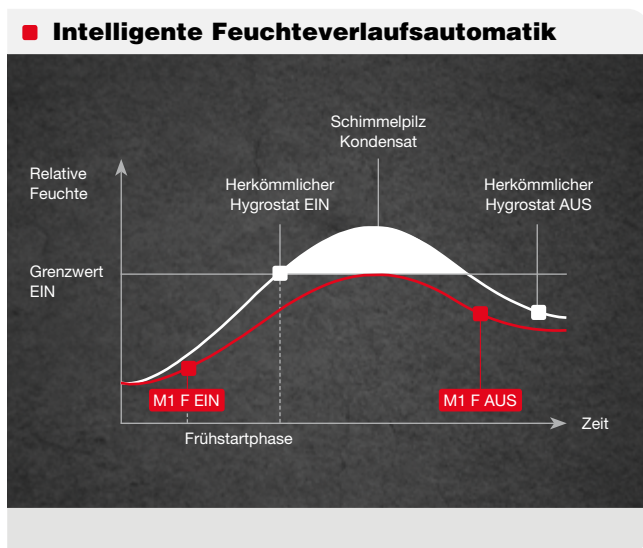 Intelligente Feuchteverlaufsautomatik
Schimmelpilz
Kondensat
Relative
Feuchte
Herkömmlicher
Hygrostat EIN
Herkömmlicher
Hygrostat AUS
Grenzwert
EIN
M1 F EIN
M1 F AUS
Zeit
Frühstartphase